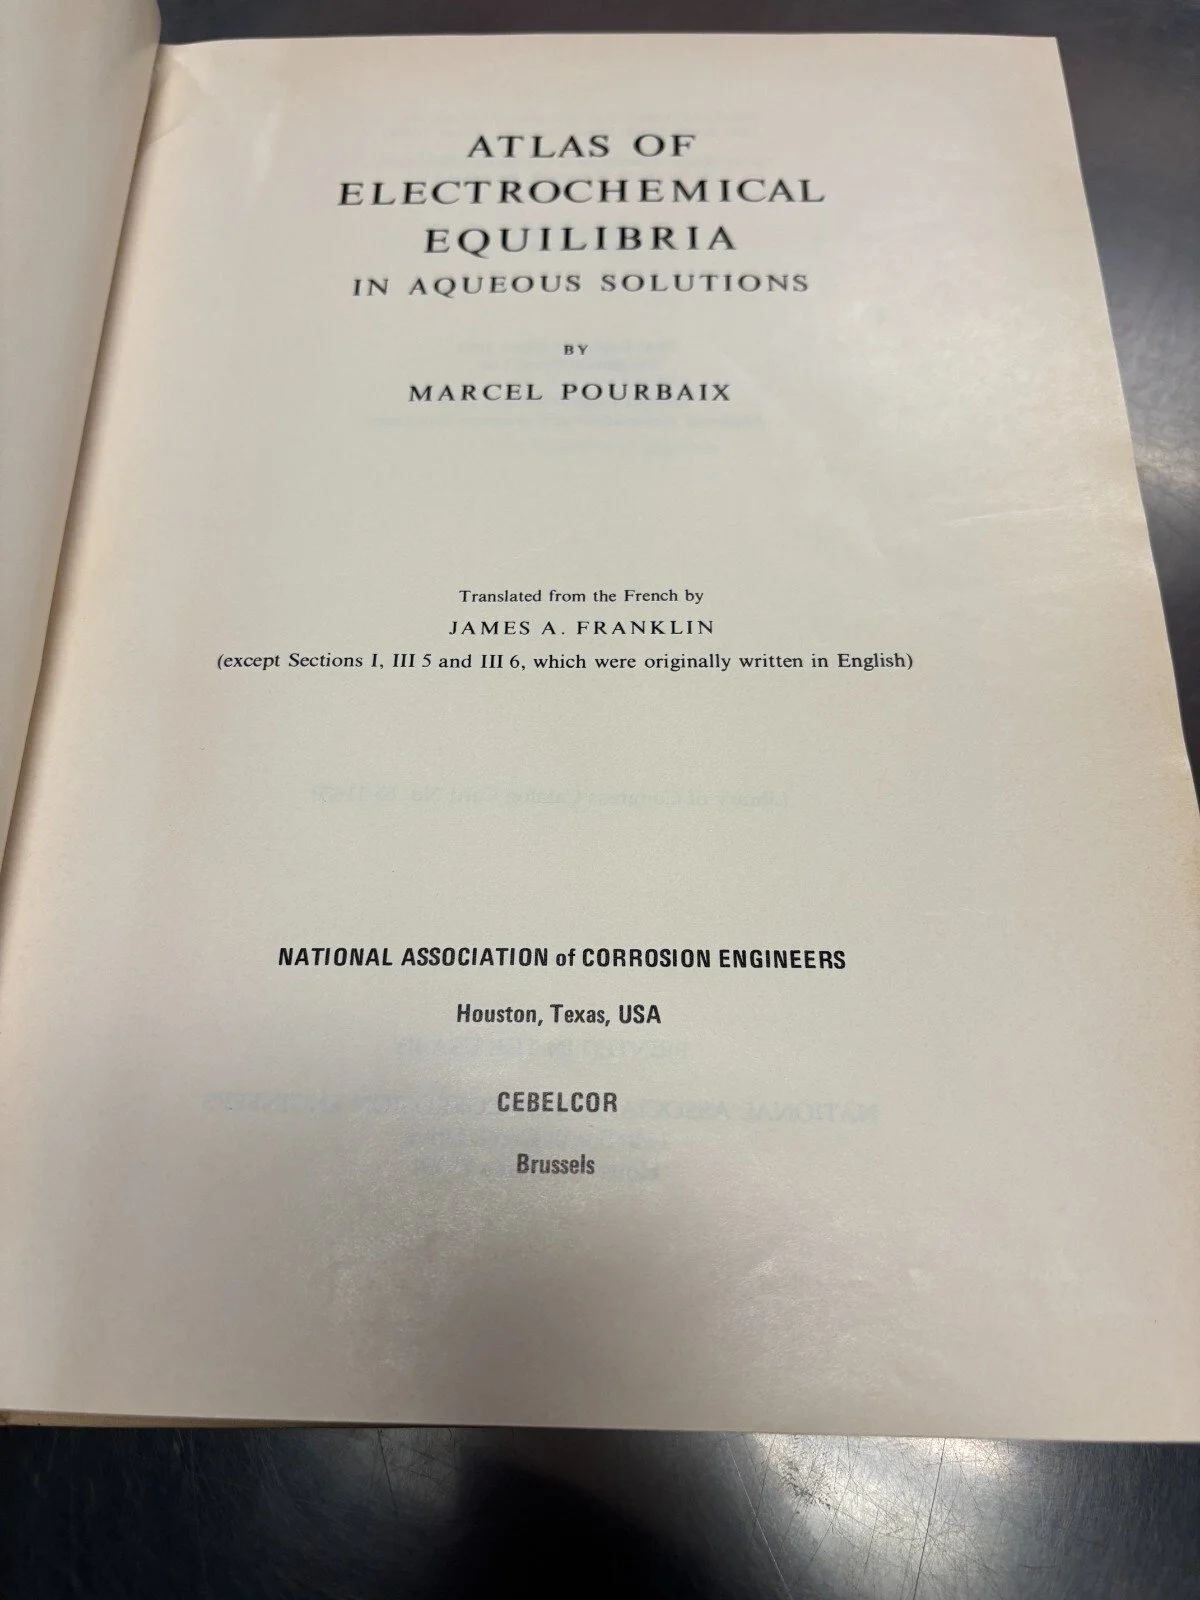 ATLAS OF
ELECTROCHEMICAL
EQUILIBRIA
IN AQUEOUS SOLUTIONS
BY
MARCEL POURBAIX
Translated from the French by
JAMES A. FRANKLIN
(except Sections I, III 5 and III 6, which were originally written in English)
NATIONAL ASSOCIATION of CORROSION ENGINEERS
Houston, Texas, USA
CEBELCOR
Brussels